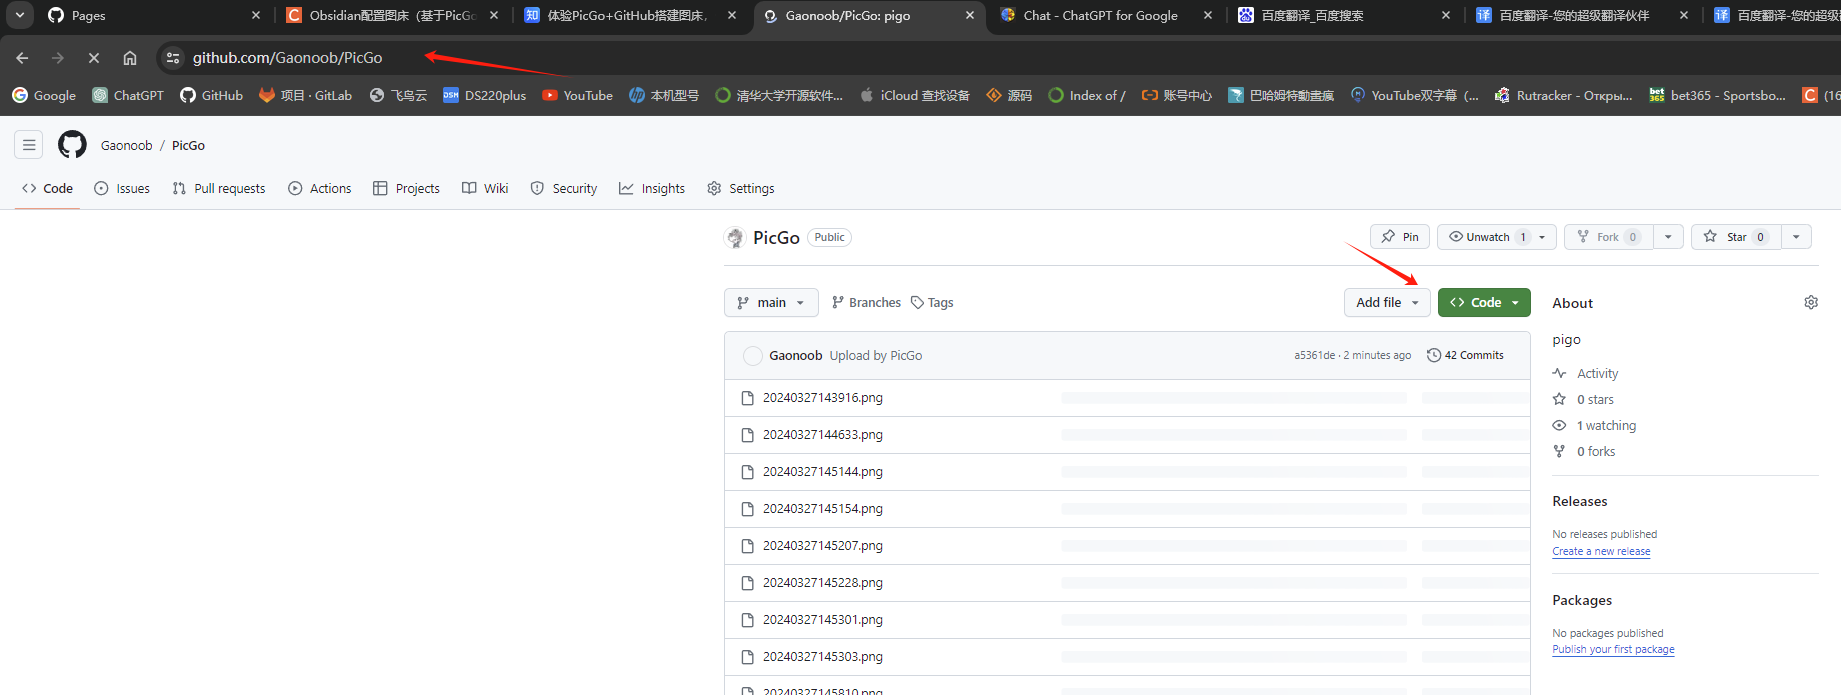 Pages
Obsidian配置图床（基于PicGo
体验PicGo+GitHub搭建图床，
Gaonoob/PicGo: pigo
Chat - ChatGPT for Google
百度翻译_百度搜索
百度翻译-您的超级翻译伙伴
百度翻译-您的超级翻
github.com/Gaonoob/PicGo
Google
ChatGPT
GitHub
项目 · GitLab
飞鸟云
DSM
DS220plus
YouTube
本机型号
清华大学开源软件...
iCloud 查找设备
源码
Index of /
账号中心
巴哈姆特動畫瘋
YouTube双字幕（...
Rutracker - Откры...
bet365
bet365 - Sportsbo...
(16
Gaonoob / PicGo
Code
Issues
Pull requests
Actions
Projects
Wiki
Security
Insights
Settings
PicGo
Public
Pin
Unwatch 1
Fork 0
Star 0
main
Branches
Tags
Add file
<> Code
About
Gaonoob Upload by PicGo
a5361de · 2 minutes ago
42 Commits
pigo
Activity
0 stars
1 watching
0 forks
20240327143916.png
20240327144633.png
20240327145144.png
20240327145154.png
20240327145207.png
20240327145228.png
20240327145301.png
20240327145303.png
20240327145810.png
Releases
No releases published
Create a new release
Packages
No packages published
Publish your first package